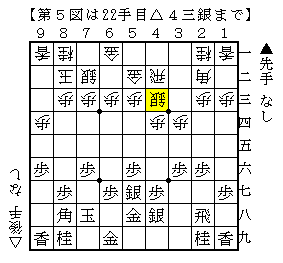 【第５図は22手目△４三銀まで】
９ ８ ７ ６ ５ ４ ３ ２ １
香 桂 金 桂 香 一
玉 銀 金 飛 角 二
歩 歩 歩 歩 銀 歩 歩 三
歩 歩 歩 四
五
歩 歩 歩 歩 歩 六
歩 歩 銀 歩 歩 七
角 玉 金 銀 飛 八
香 桂 金 桂 香 九
▲先手 なし
△後手 なし